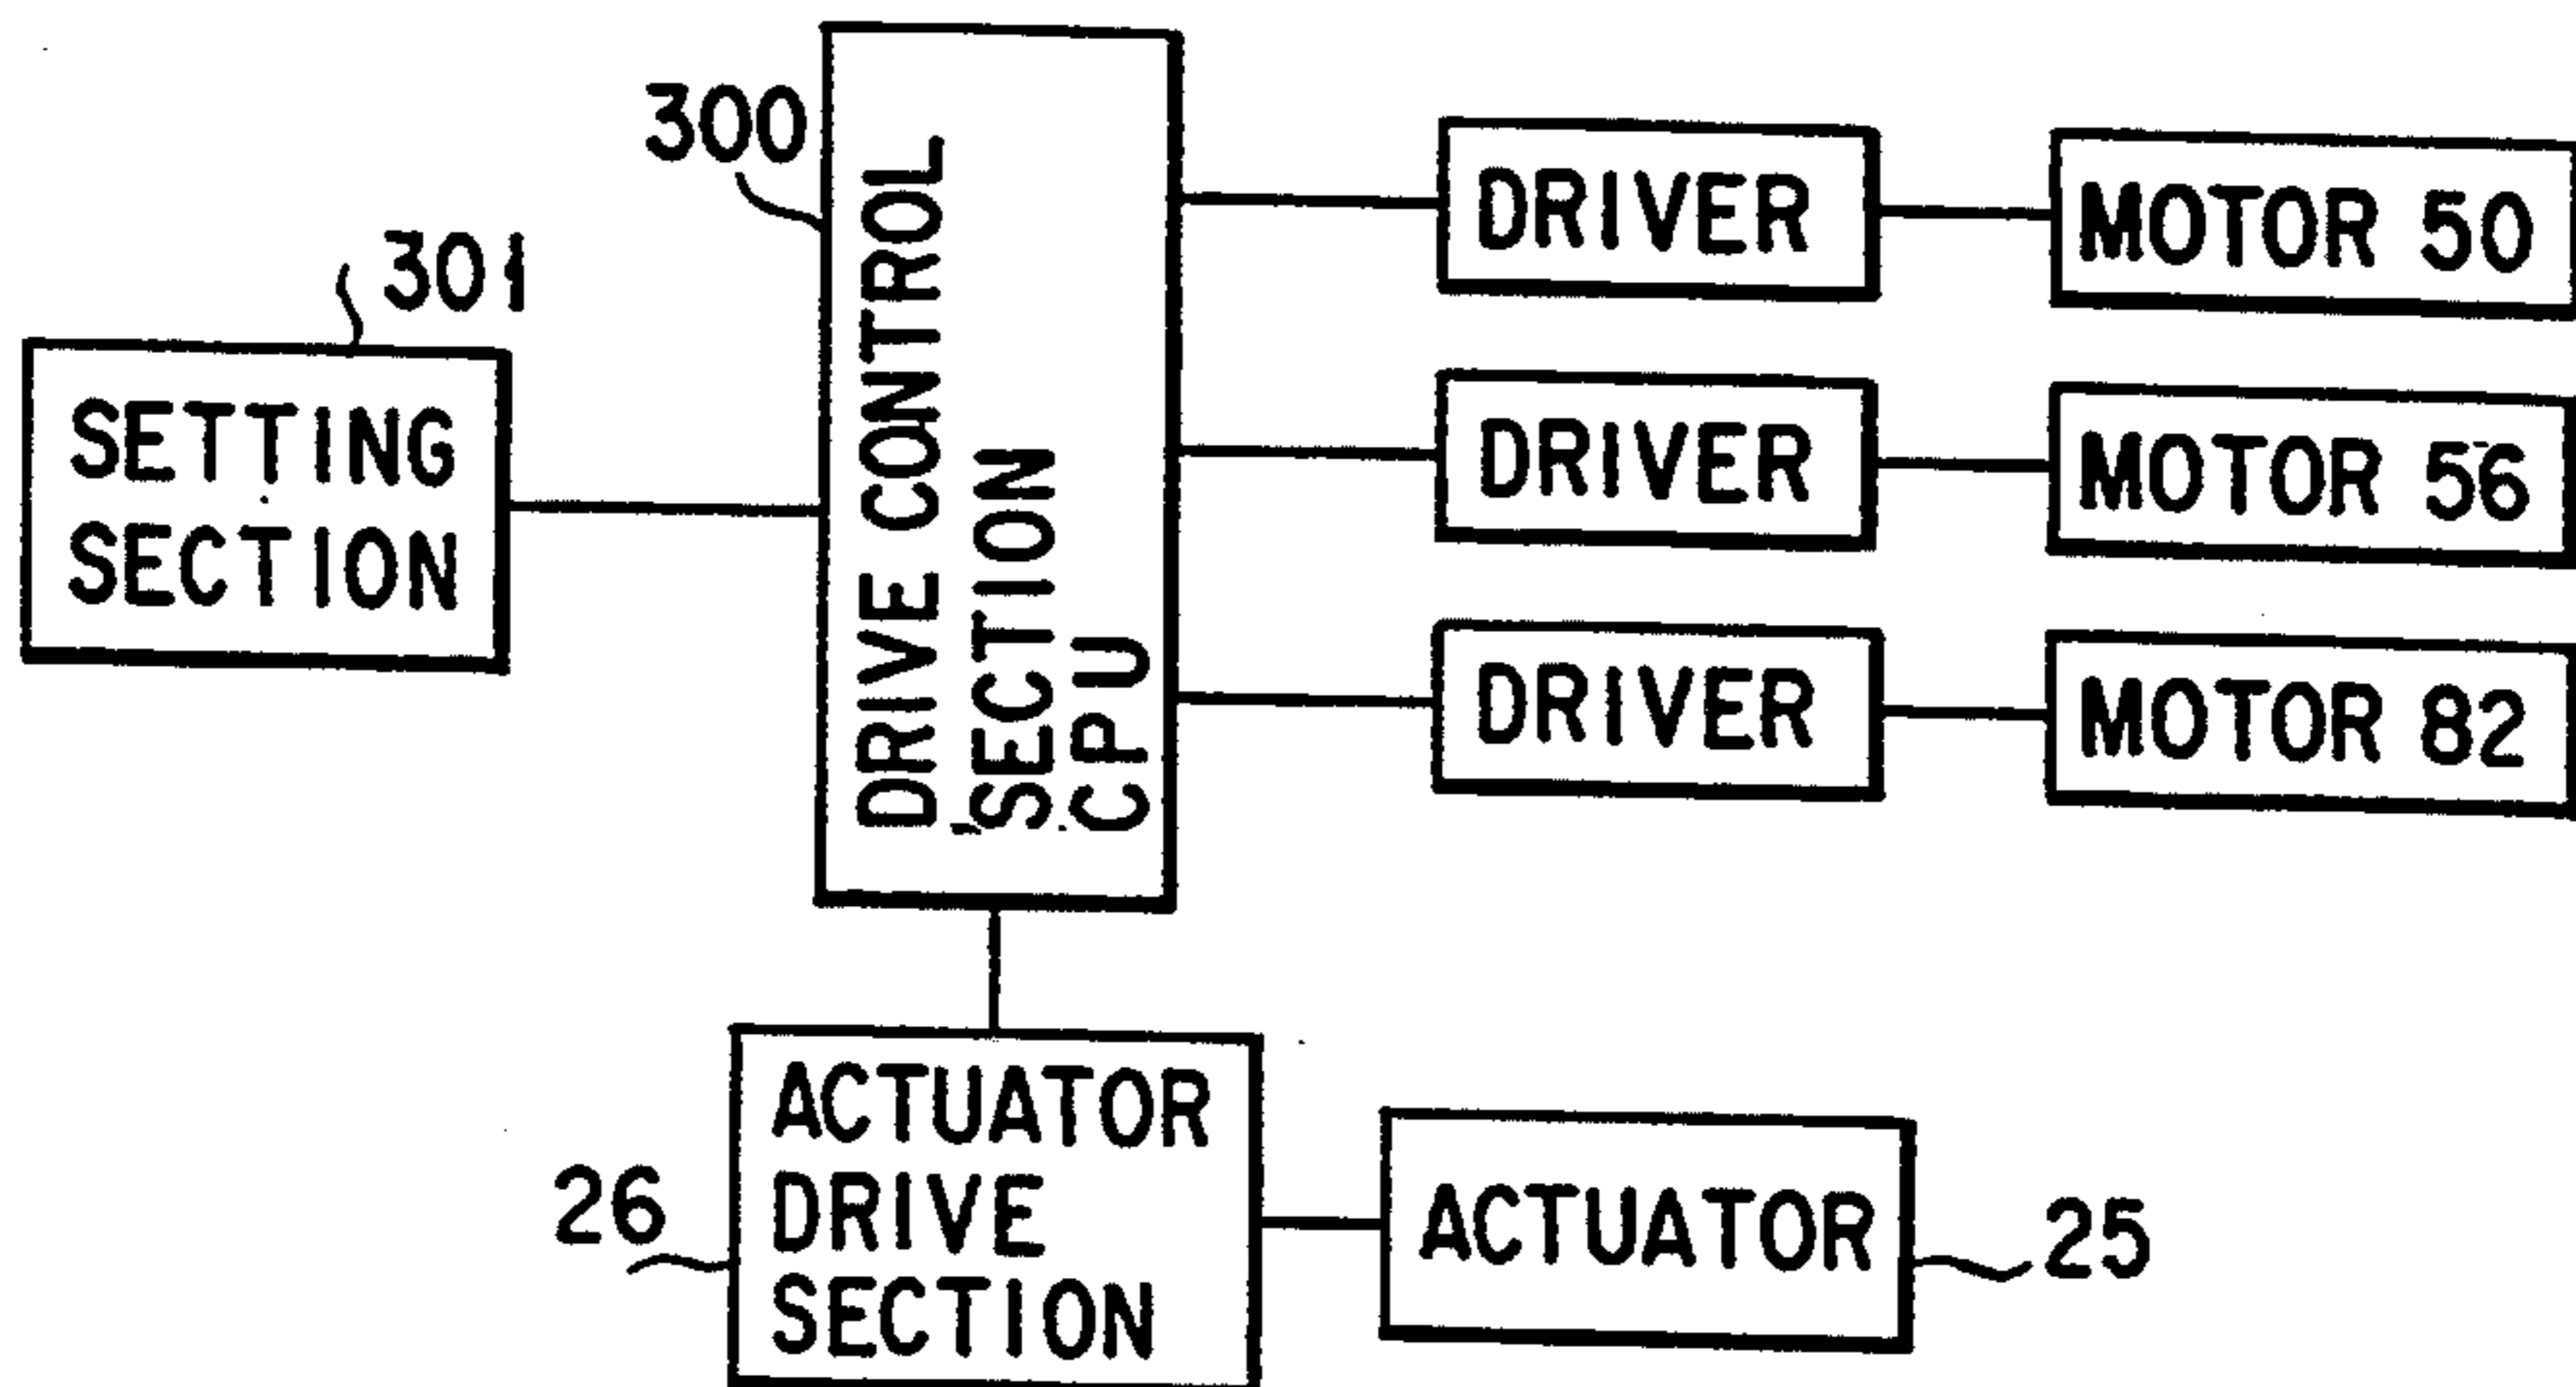 300
301
SETTING
SECTION
DRIVE CONTROL
SECTION
CPU
DRIVER
MOTOR 50
DRIVER
MOTOR 56
DRIVER
MOTOR 82
26
ACTUATOR
DRIVE
SECTION
ACTUATOR
25